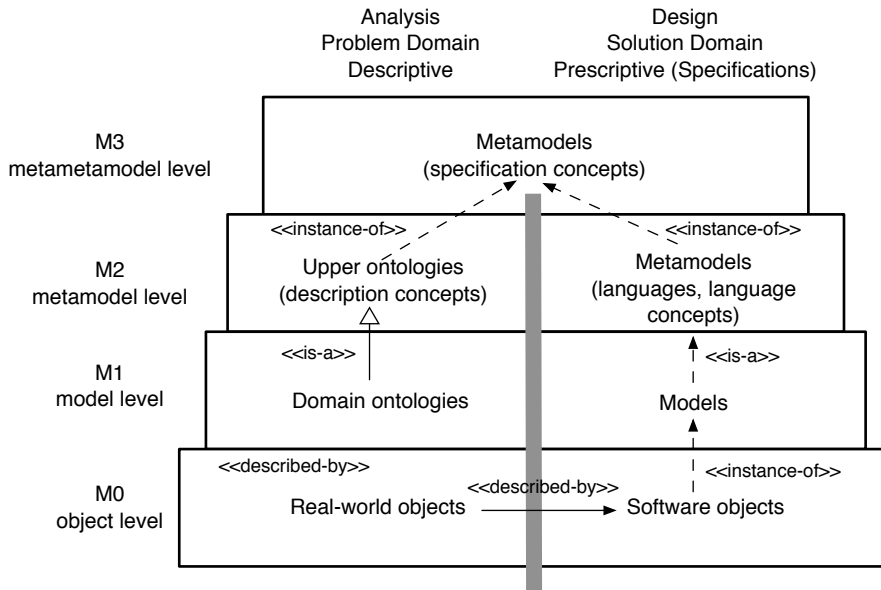 Analysis
Problem Domain
Descriptive
Design
Solution Domain
Prescriptive (Specifications)
M3
metametamodel level
Metamodels
(specification concepts)
M2
metamodel level
<<instance-of>>
Upper ontologies
(description concepts)
<<instance-of>>
Metamodels
(languages, language
concepts)
M1
model level
<<is-a>>
Domain ontologies
<<is-a>>
Models
M0
object level
<<described-by>>
Real-world objects
<<described-by>>
<<instance-of>>
Software objects